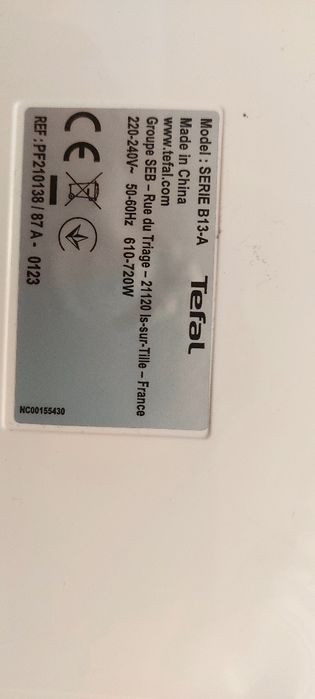 Tefal
Model : SERIE B13-A
Made in China
www.tefal.com
Groupe SEB – Rue du Triage – 21120 Is-sur-Tille – France
220-240V~ 50-60Hz 610-720W
CE
REF : PF210138 / 87 A - 0123
NC00155430